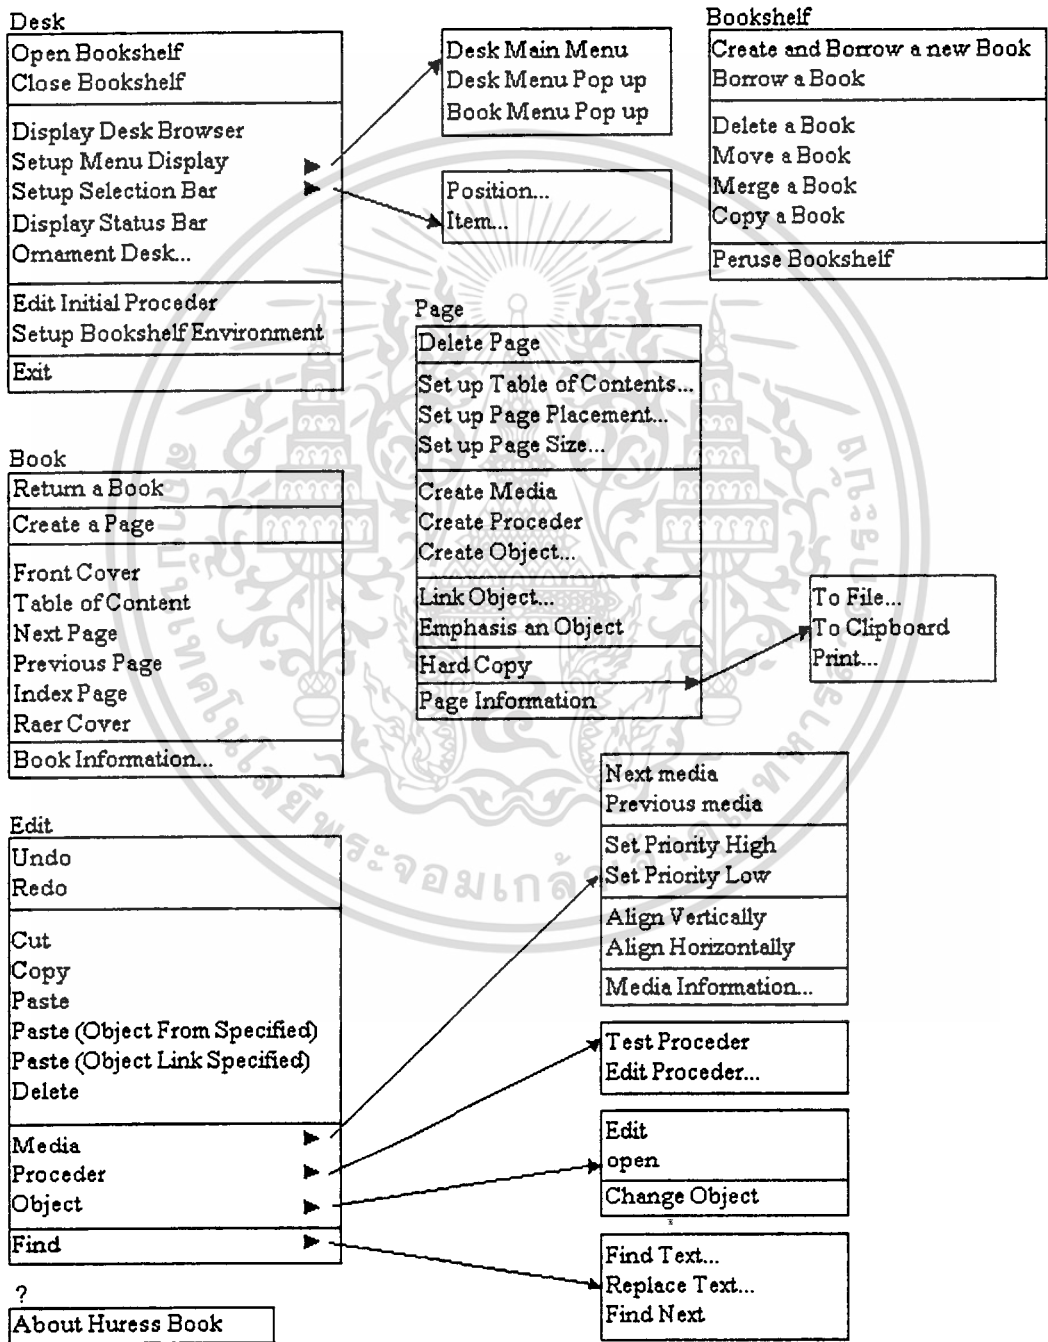 Desk
Open Bookshelf
Close Bookshelf
Display Desk Browser
Setup Menu Display
Setup Selection Bar
Display Status Bar
Ornament Desk...
Edit Initial Proceder
Setup Bookshelf Environment
Exit
Desk Main Menu
Desk Menu Pop up
Book Menu Pop up
Position...
Item...
Bookshelf
Create and Borrow a new Book
Borrow a Book
Delete a Book
Move a Book
Merge a Book
Copy a Book
Peruse Bookshelf
Page
Delete Page
Set up Table of Contents...
Set up Page Placement...
Set up Page Size...
Create Media
Create Proceder
Create Object...
Link Object...
Emphasis an Object
Hard Copy
Page Information
To File...
To Clipboard
Print...
Book
Return a Book
Create a Page
Front Cover
Table of Content
Next Page
Previous Page
Index Page
Raer Cover
Book Information...
Edit
Undo
Redo
Cut
Copy
Paste
Paste (Object From Specified)
Paste (Object Link Specified)
Delete
Media
Proceder
Object
Find
Next media
Previous media
Set Priority High
Set Priority Low
Align Vertically
Align Horizontally
Media Information...
Test Proceder
Edit Proceder...
Edit
open
Change Object
Find Text...
Replace Text...
Find Next
?
About Huress Book